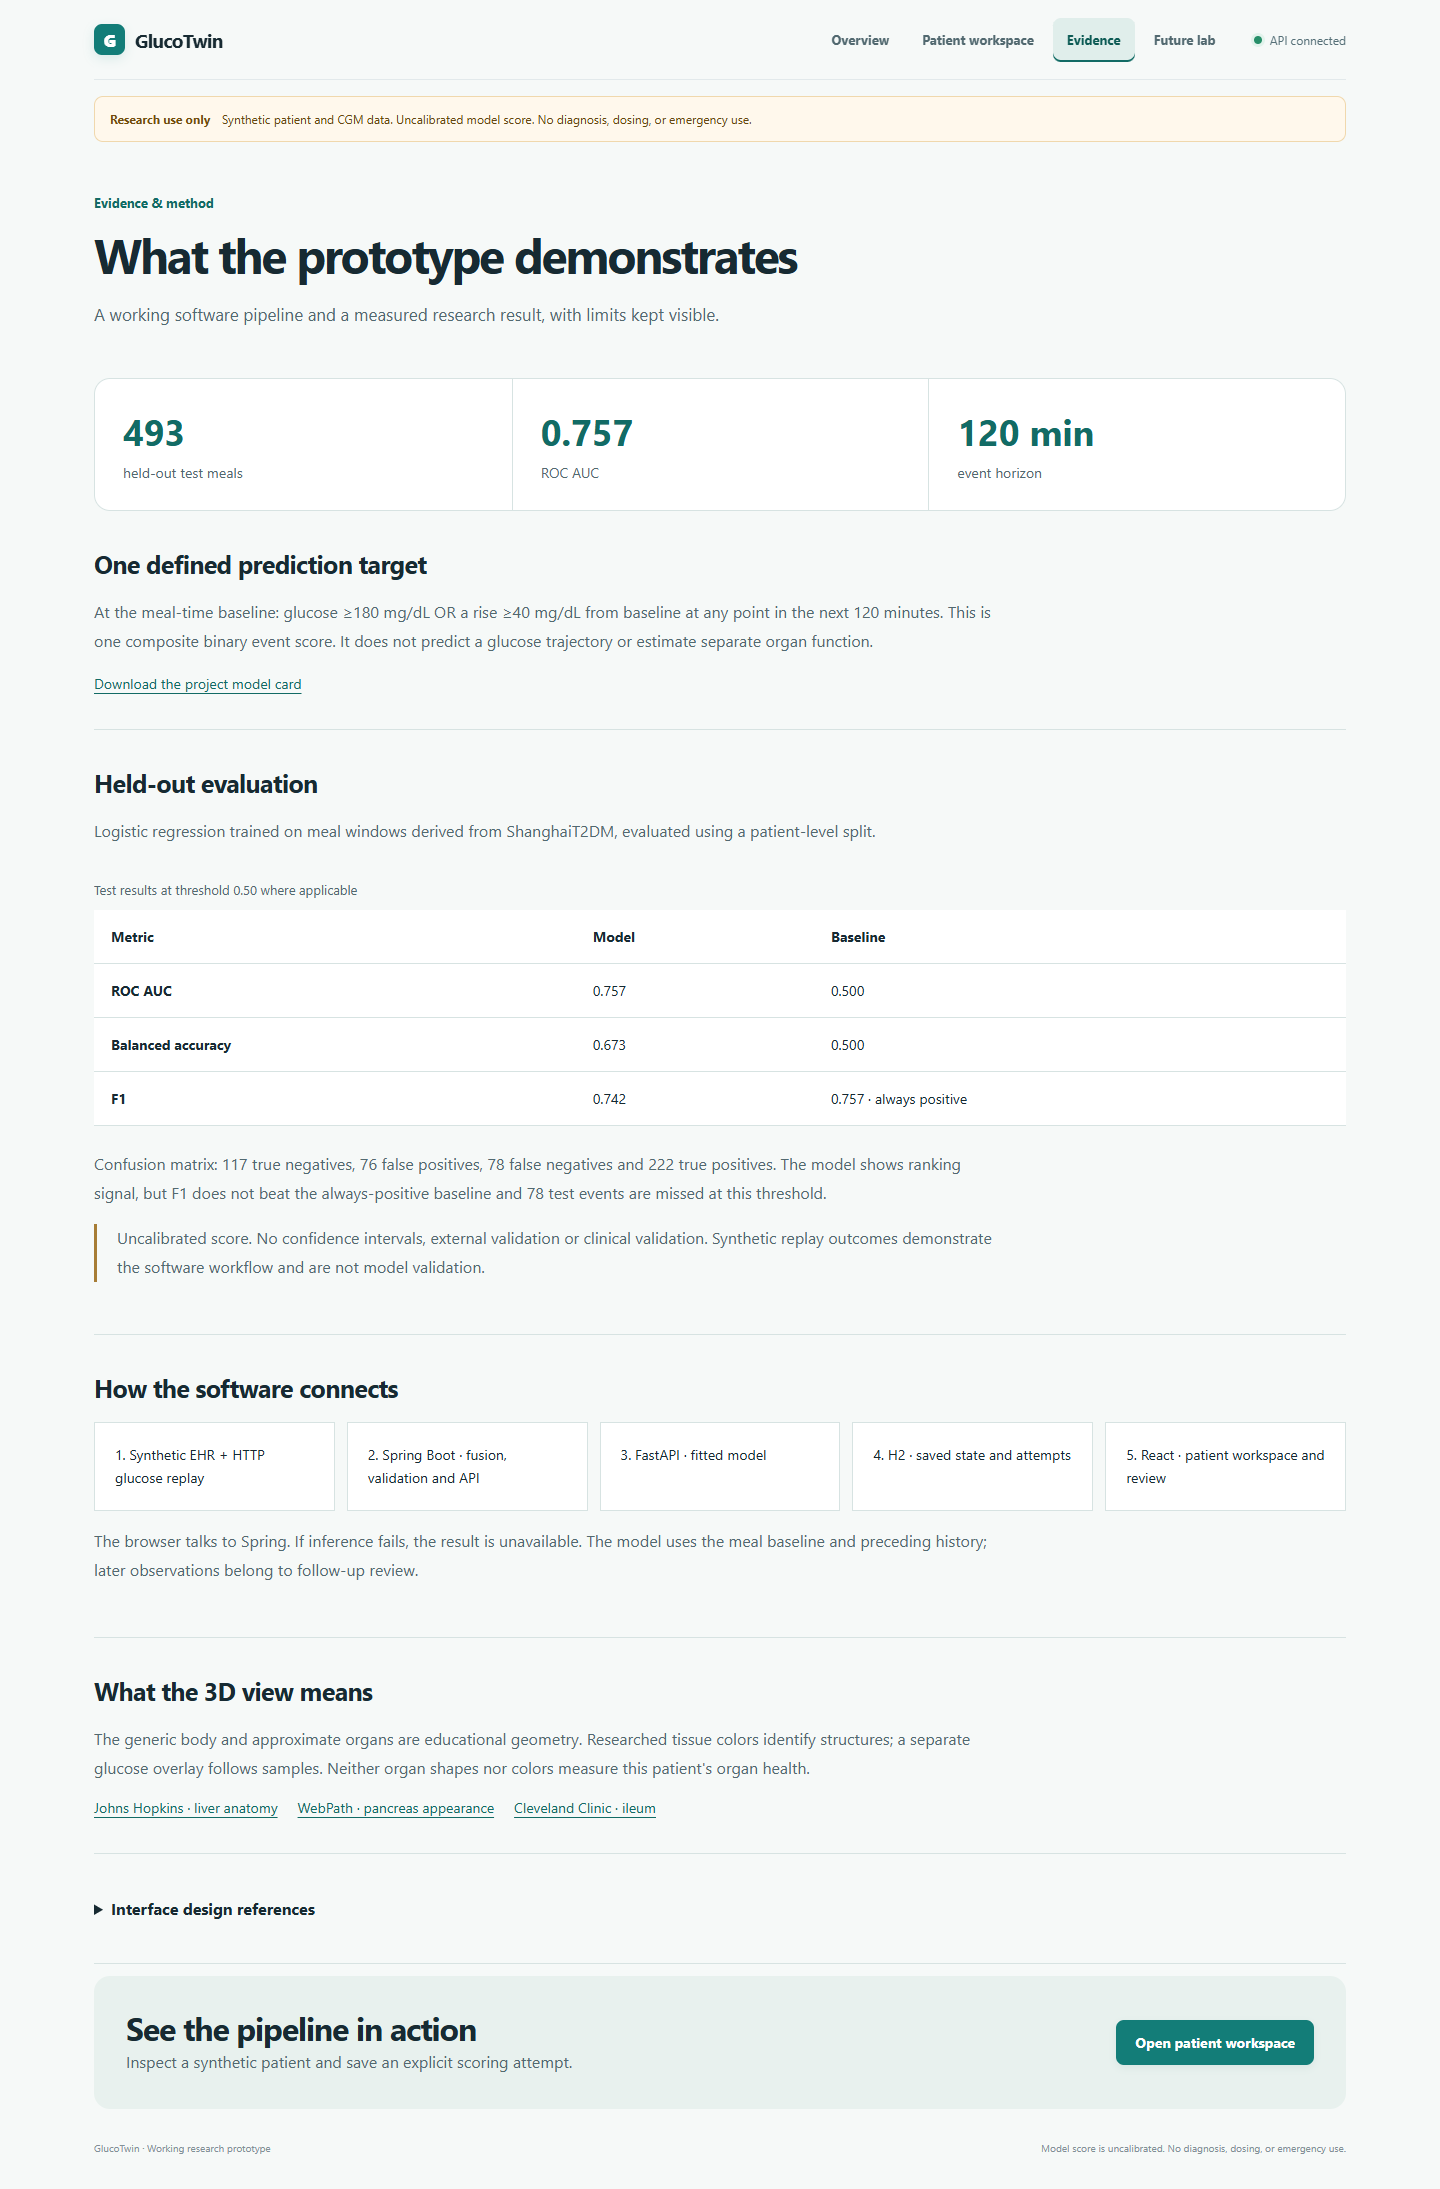 G GlucoTwin
Overview Patient workspace Evidence Future lab API connected
Research use only Synthetic patient and CGM data. Uncalibrated model score. No diagnosis, dosing, or emergency use.
Evidence & method
What the prototype demonstrates
A working software pipeline and a measured research result, with limits kept visible.
493
held-out test meals
0.757
ROC AUC
120 min
event horizon
One defined prediction target
At the meal-time baseline: glucose ≥180 mg/dL OR a rise ≥40 mg/dL from baseline at any point in the next 120 minutes. This is
one composite binary event score. It does not predict a glucose trajectory or estimate separate organ function.
Download the project model card
Held-out evaluation
Logistic regression trained on meal windows derived from ShanghaiT2DM, evaluated using a patient-level split.
Test results at threshold 0.50 where applicable
Metric Model Baseline
ROC AUC 0.757 0.500
Balanced accuracy 0.673 0.500
F1 0.742 0.757 · always positive
Confusion matrix: 117 true negatives, 76 false positives, 78 false negatives and 222 true positives. The model shows ranking
signal, but F1 does not beat the always-positive baseline and 78 test events are missed at this threshold.
Uncalibrated score. No confidence intervals, external validation or clinical validation. Synthetic replay outcomes demonstrate
the software workflow and are not model validation.
How the software connects
1. Synthetic EHR + HTTP
glucose replay
2. Spring Boot · fusion,
validation and API
3. FastAPI · fitted model
4. H2 · saved state and attempts
5. React · patient workspace and
review
The browser talks to Spring. If inference fails, the result is unavailable. The model uses the meal baseline and preceding history;
later observations belong to follow-up review.
What the 3D view means
The generic body and approximate organs are educational geometry. Researched tissue colors identify structures; a separate
glucose overlay follows samples. Neither organ shapes nor colors measure this patient's organ health.
Johns Hopkins · liver anatomy WebPath · pancreas appearance Cleveland Clinic · ileum
Interface design references
See the pipeline in action
Inspect a synthetic patient and save an explicit scoring attempt.
Open patient workspace
GlucoTwin · Working research prototype
Model score is uncalibrated. No diagnosis, dosing, or emergency use.